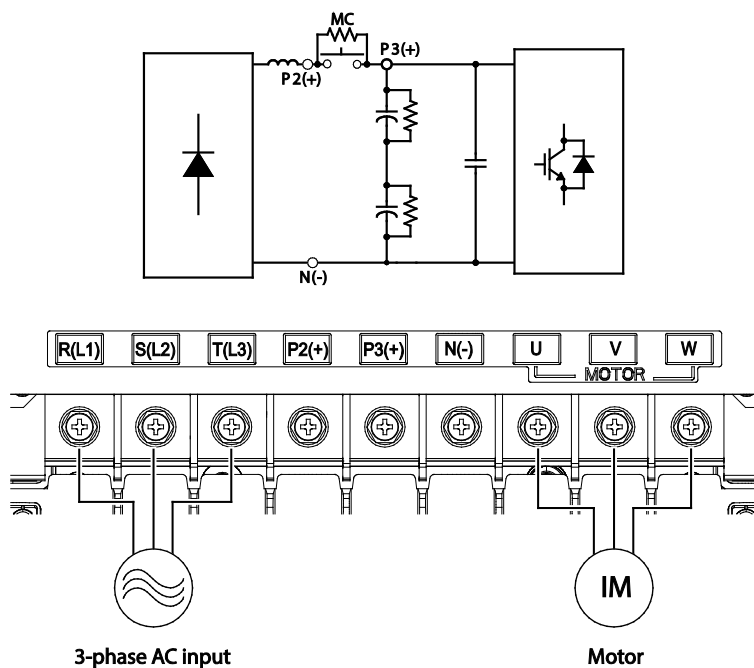 MC
P3(+)
P2(+)
N(-)
R(L1) S(L2) T(L3) P2(+) P3(+) N(-) U V W
MOTOR
IM
3-phase AC input Motor